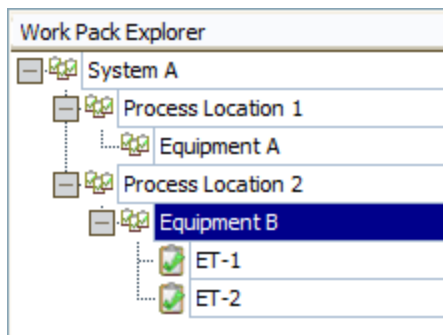 Work Pack Explorer
System A
Process Location 1
Equipment A
Process Location 2
Equipment B
ET-1
ET-2